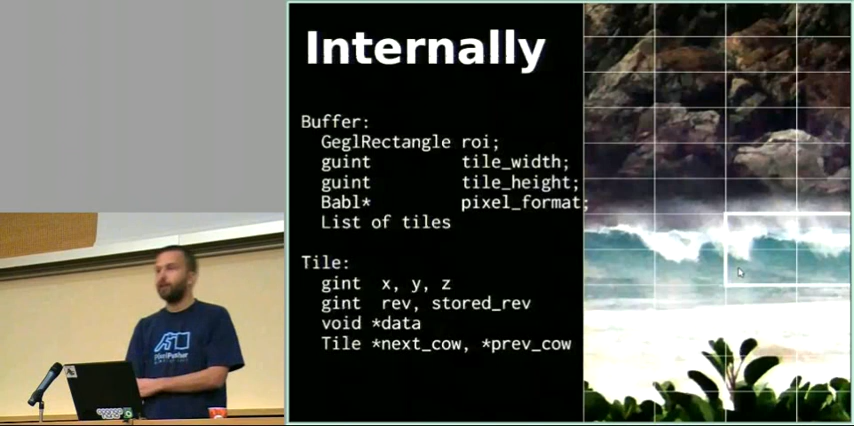 Internally
Buffer:
GeglRectangle roi;
guint tile_width;
guint tile_height;
Babl* pixel_format;
List of tiles
Tile:
gint x, y, z
gint rev, stored_rev
void *data
Tile *next_cow, *prev_cow
PixelPusher